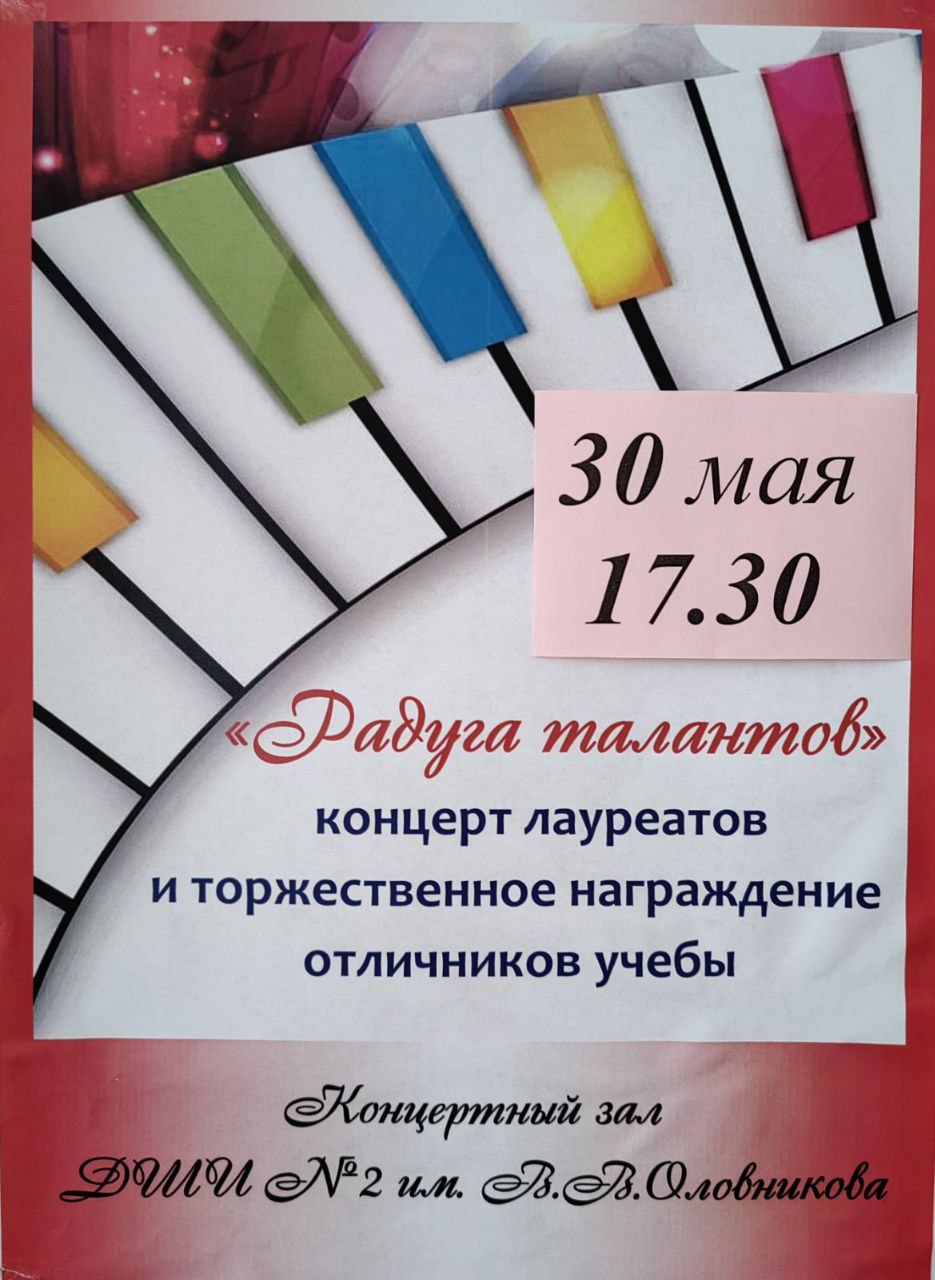 30 мая
17.30
«Радуга талантов»
концерт лауреатов
и торжественное награждение
отличников учебы
Концертный зал
ДШИ №2 им. В.В.Оловникова